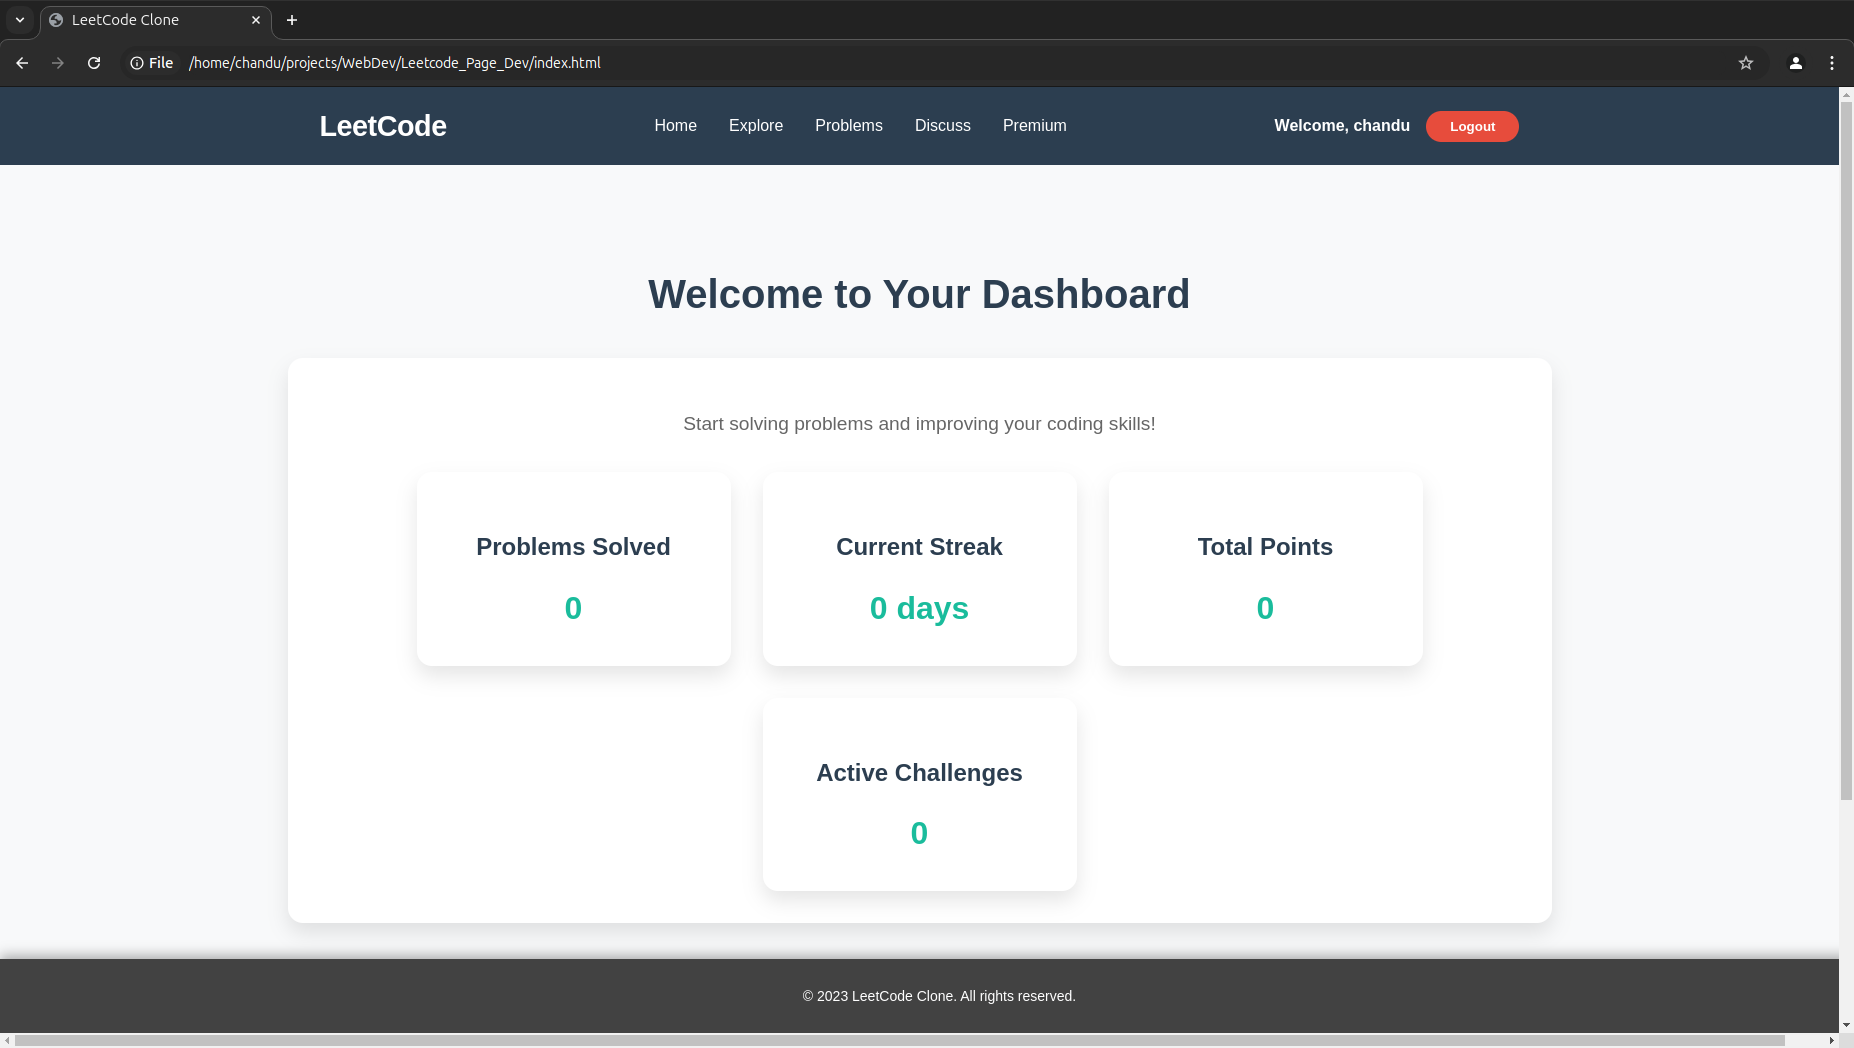 LeetCode Clone
File /home/chandu/projects/WebDev/Leetcode_Page_Dev/index.html
LeetCode Home Explore Problems Discuss Premium Welcome, chandu Logout
Welcome to Your Dashboard
Start solving problems and improving your coding skills!
Problems Solved Current Streak Total Points
0 0 days 0
Active Challenges
0
© 2023 LeetCode Clone. All rights reserved.